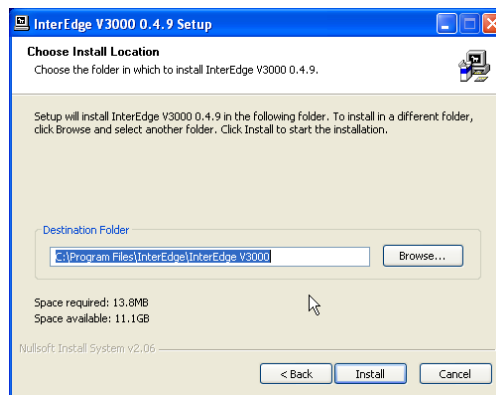 InterEdge V3000 0.4.9 Setup
Choose Install Location
Choose the folder in which to install InterEdge V3000 0.4.9.
Setup will install InterEdge V3000 0.4.9 in the following folder. To install in a different folder,
click Browse and select another folder. Click Install to start the installation.
Destination Folder
C:\Program Files\InterEdge\InterEdge V3000
Browse...
Space required: 13.8MB
Space available: 11.1GB
Nullsoft Install System v2.06
< Back
Install
Cancel